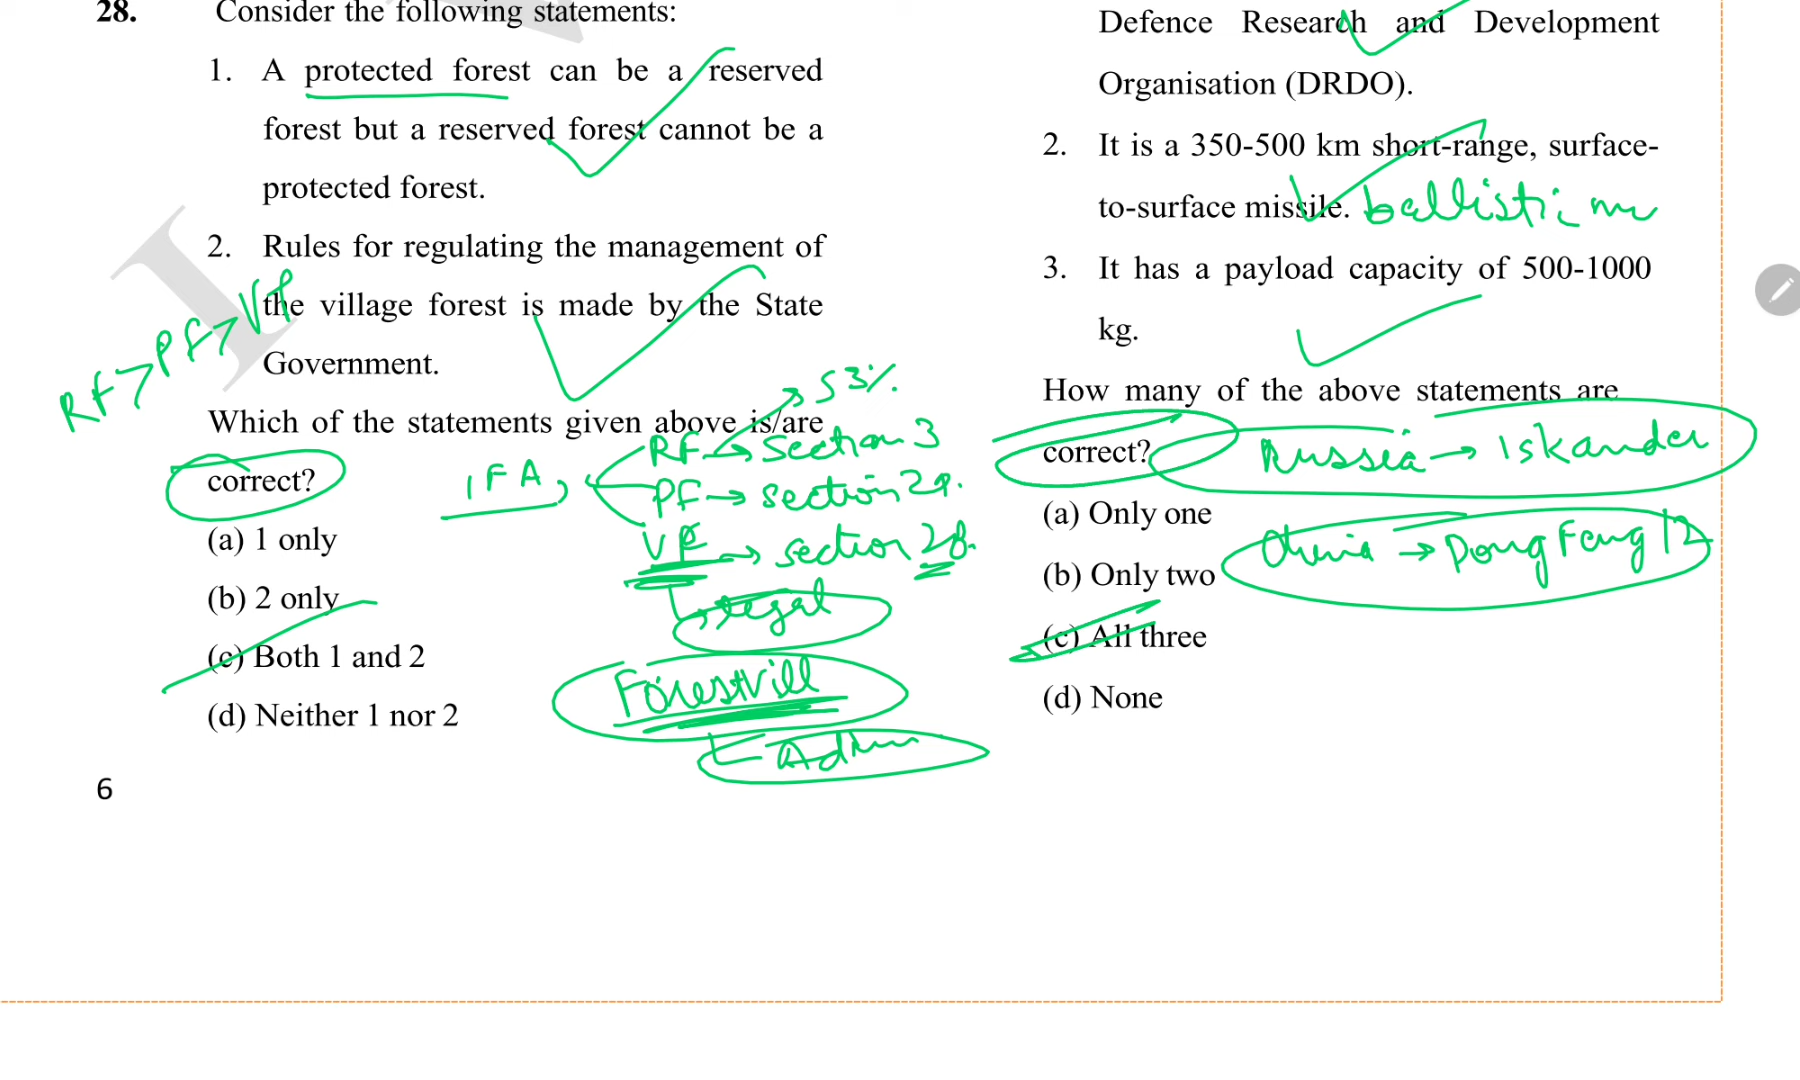 28. Consider the following statements:
1. A protected forest can be a reserved
forest but a reserved forest cannot be a
protected forest.
2. Rules for regulating the management of
the village forest is made by the State
Government.
RF > PF > VF
Which of the statements given above is/are
correct?
(a) 1 only
(b) 2 only
(c) Both 1 and 2
(d) Neither 1 nor 2
53%
IFA,
RF → section 3
PF → section 29.
VF → section 28.
→ legal
Forestvill
Admn
6
Defence Research and Development
Organisation (DRDO).
2. It is a 350-500 km short-range, surface-
to-surface missile. ballistic
3. It has a payload capacity of 500-1000
kg.
How many of the above statements are
correct?
Russia → Iskander
(a) Only one
China → Dong Feng 12
(b) Only two
(c) All three
(d) None